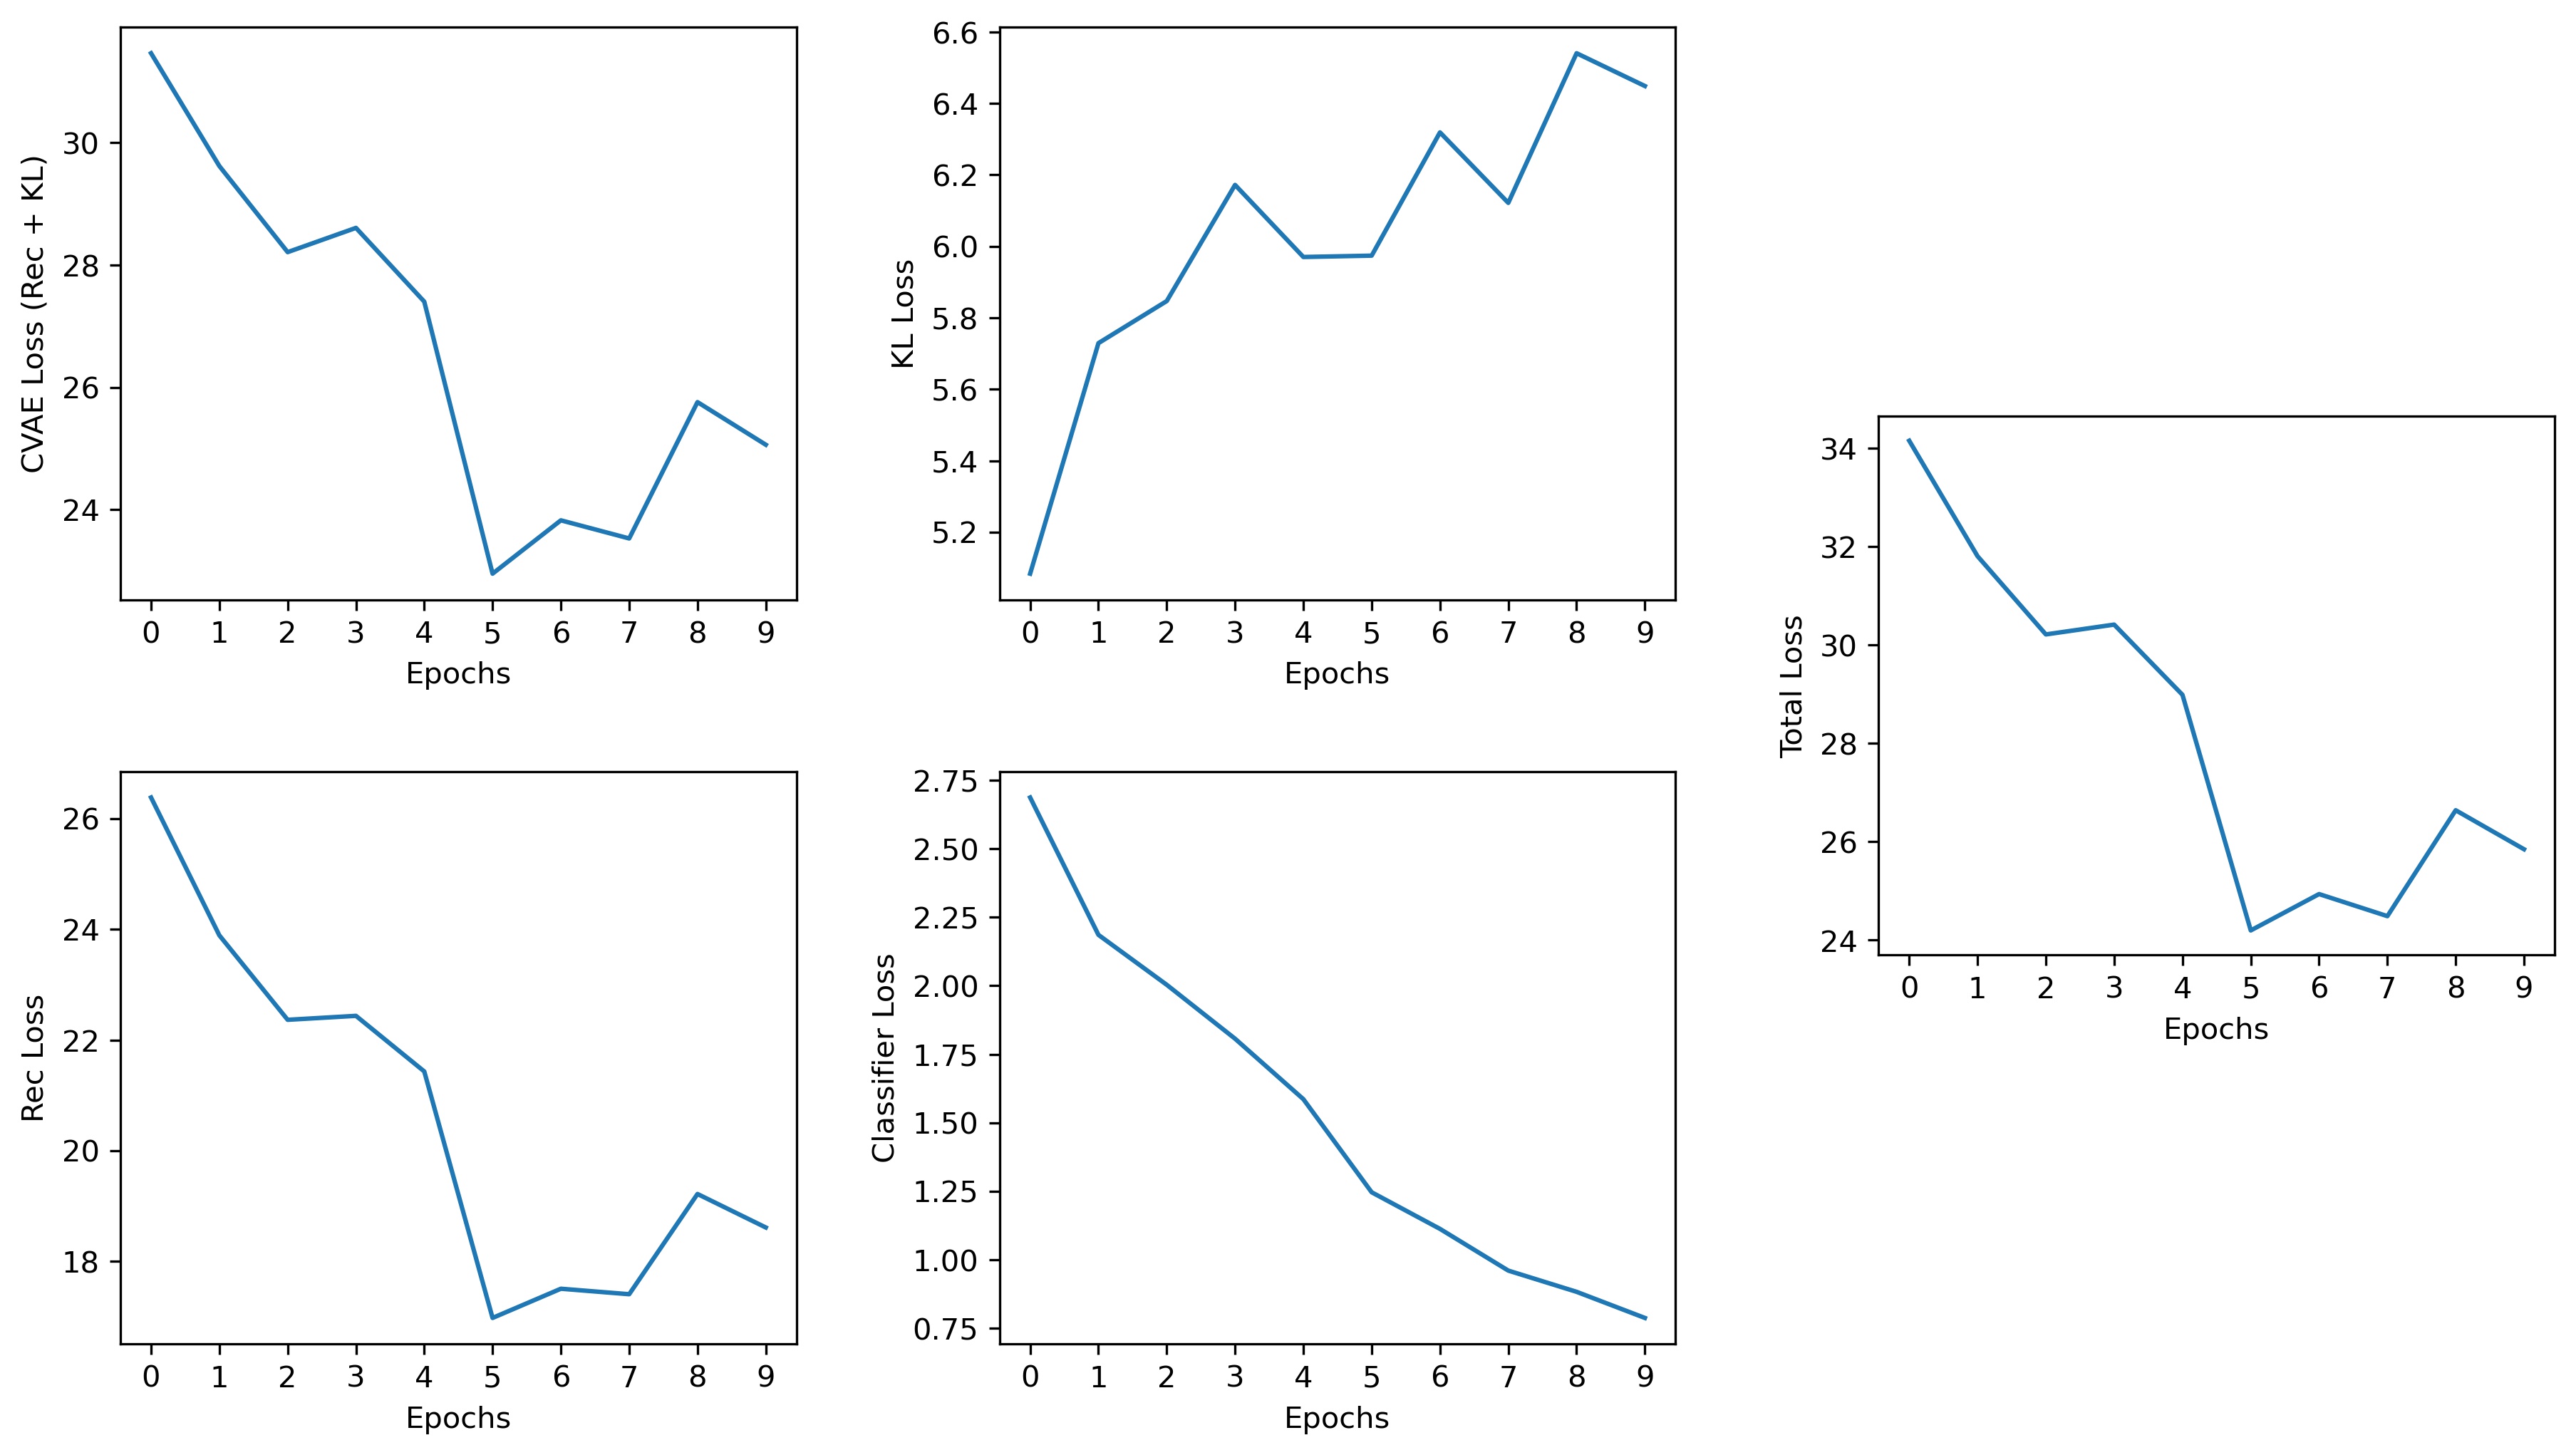 CVAE Loss (Rec + KL)
30
28
26
24
0 1 2 3 4 5 6 7 8 9
Epochs
KL Loss
6.6
6.4
6.2
6.0
5.8
5.6
5.4
5.2
0 1 2 3 4 5 6 7 8 9
Epochs
Rec Loss
26
24
22
20
18
0 1 2 3 4 5 6 7 8 9
Epochs
Classifier Loss
2.75
2.50
2.25
2.00
1.75
1.50
1.25
1.00
0.75
0 1 2 3 4 5 6 7 8 9
Epochs
Total Loss
34
32
30
28
26
24
0 1 2 3 4 5 6 7 8 9
Epochs